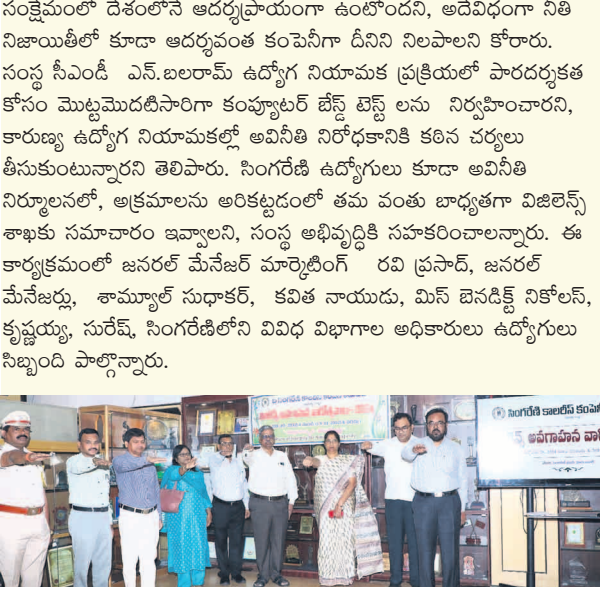 సంక్షేమంలో దేశంలోనే ఆదర్శప్రాయంగా ఉంటోందని, అదేవిధంగా నీతి
నిజాయితీలో కూడా ఆదర్శవంత కంపెనీగా దీనిని నిలపాలని కోరారు.
సంస్థ సీఎండీ ఎన్.బలరామ్ ఉద్యోగ నియామక ప్రక్రియలో పారదర్శకత
కోసం మొట్టమొదటిసారిగా కంప్యూటర్ బేస్డ్ టెస్ట్ లను నిర్వహించారని,
కారుణ్య ఉద్యోగ నియామకల్లో అవినీతి నిరోధకానికి కఠిన చర్యలు
తీసుకుంటున్నారని తెలిపారు. సింగరేణి ఉద్యోగులు కూడా అవినీతి
నిర్మూలనలో, అక్రమాలను అరికట్టడంలో తమ వంతు బాధ్యతగా విజిలెన్స్
శాఖకు సమాచారం ఇవ్వాలని, సంస్థ అభివృద్ధికి సహకరించాలన్నారు. ఈ
కార్యక్రమంలో జనరల్ మేనేజర్ మార్కెటింగ్ రవి ప్రసాద్, జనరల్
మేనేజర్లు, శామ్యూల్ సుధాకర్, కవిత నాయుడు, మిస్ బెనడిక్ట్ నికోలస్,
కృష్ణయ్య, సురేష్, సింగరేణిలోని వివిధ విభాగాల అధికారులు ఉద్యోగులు
సిబ్బంది పాల్గొన్నారు.
సింగరేణి కాలరీస్ కంపెనీ
అవగాహన